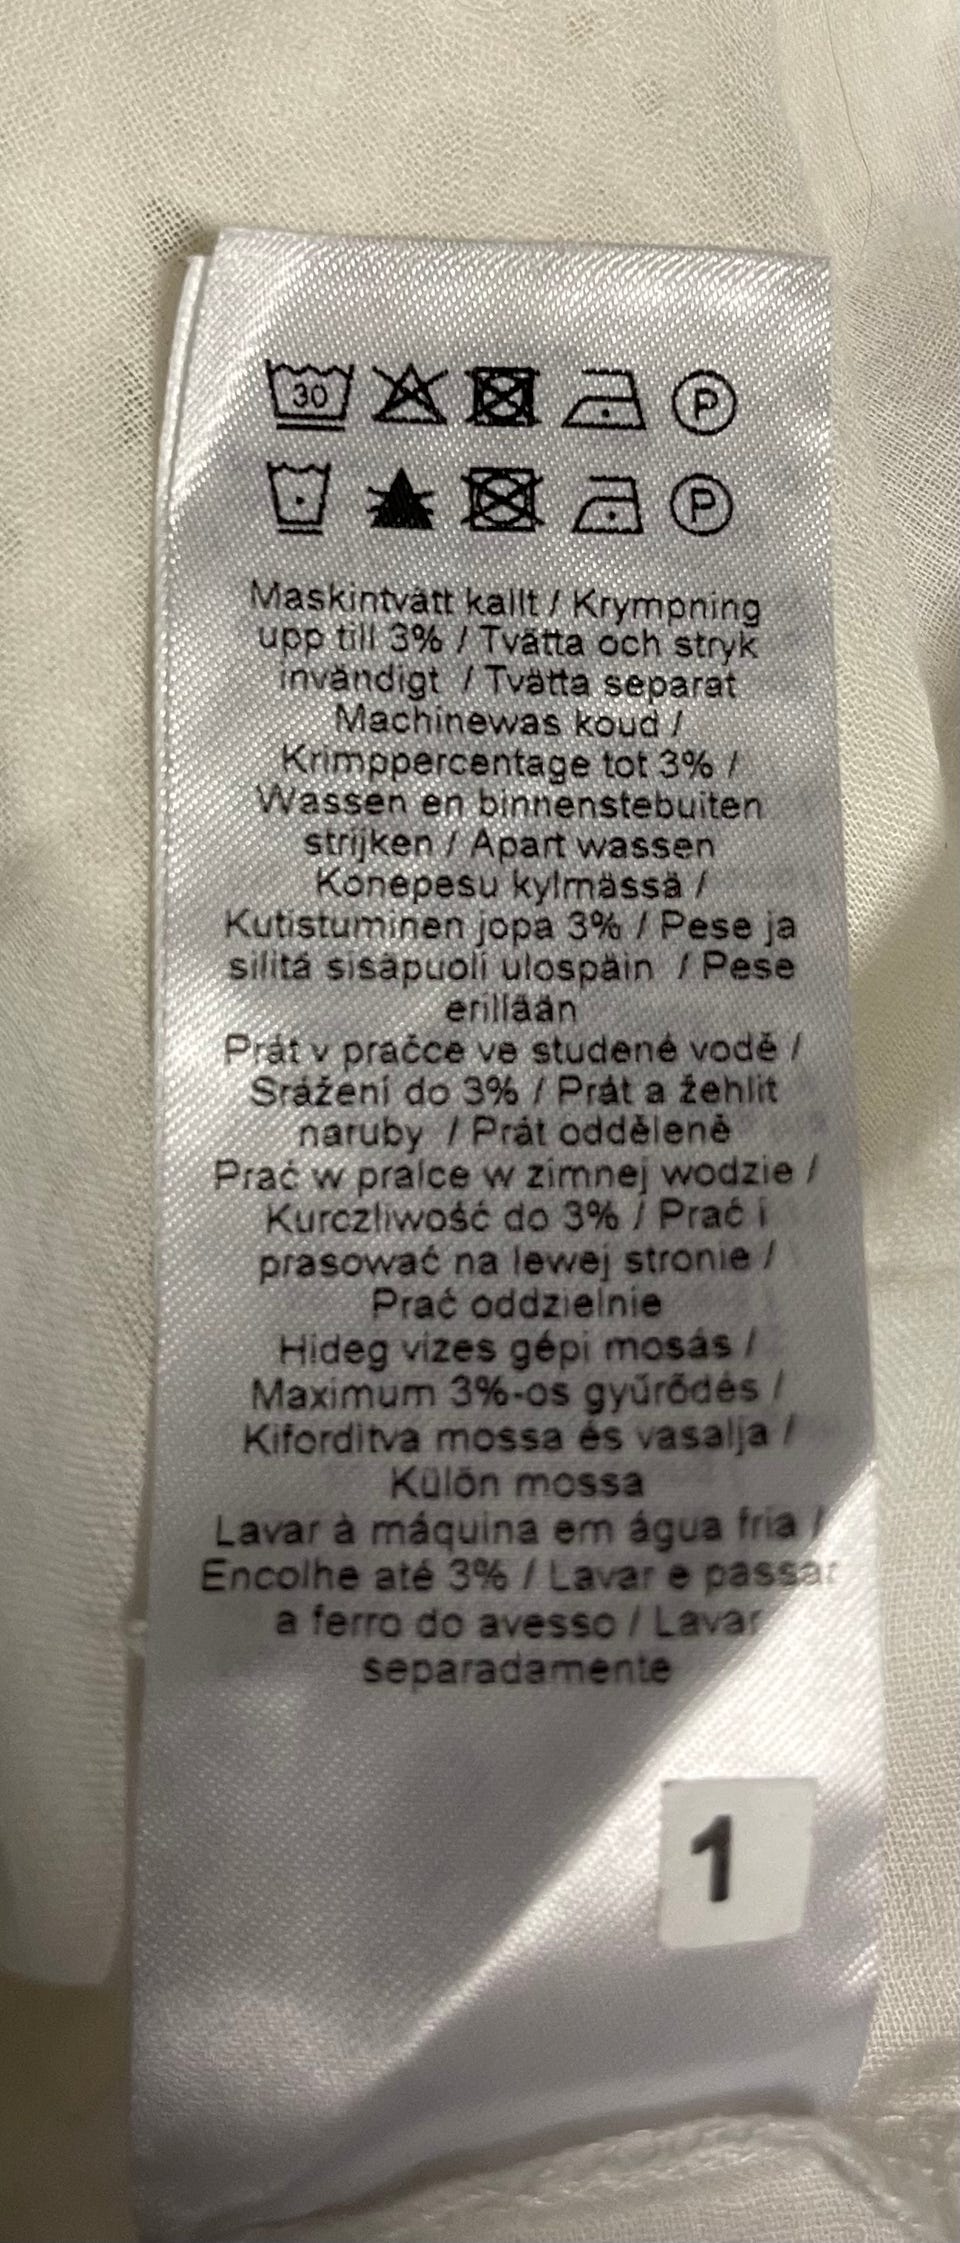 30 P
P
Maskintvätt kallt / Krympning
upp till 3% / Tvätta och stryk
invändigt / Tvätta separat
Machinewas koud /
Krimppercentage tot 3% /
Wassen en binnenstebuiten
strijken / Apart wassen
Konepesu kylmässä /
Kutistuminen jopa 3% / Pese ja
silitä sisäpuoli ulospäin / Pese
erillään
Prát v pračce ve studené vodě /
Srážení do 3% / Prát a žehlit
naruby / Prát odděleně
Prać w pralce w zimnej wodzie /
Kurczliwość do 3% / Prać i
prasować na lewej stronie /
Prać oddzielnie
Hideg vizes gépi mosás /
Maximum 3%-os gyűrődés /
Kifordítva mossa és vasalja /
Külön mossa
Lavar à máquina em água fria /
Encolhe até 3% / Lavar e passar
a ferro do avesso / Lavar
separadamente
1